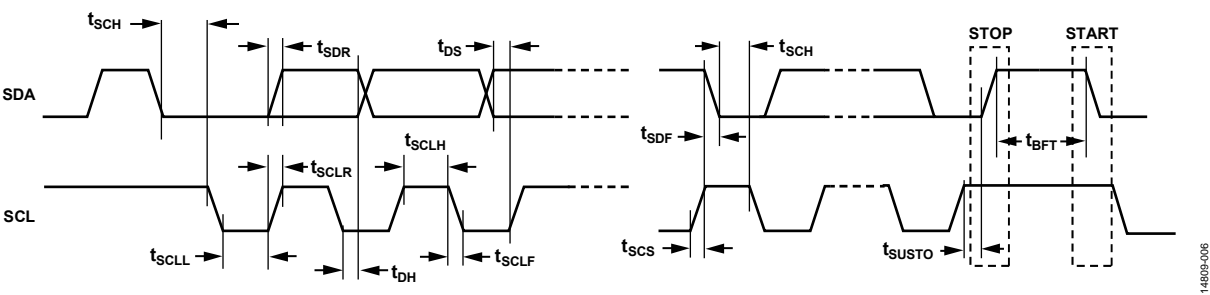 tSCH
tSDR
tDS
tSCH
STOP
START
SDA
tSDF
tBFT
tSCLH
tSCLR
SCL
tSCLL
tDH
tSCLF
tSCS
tSUSTO
14809-006